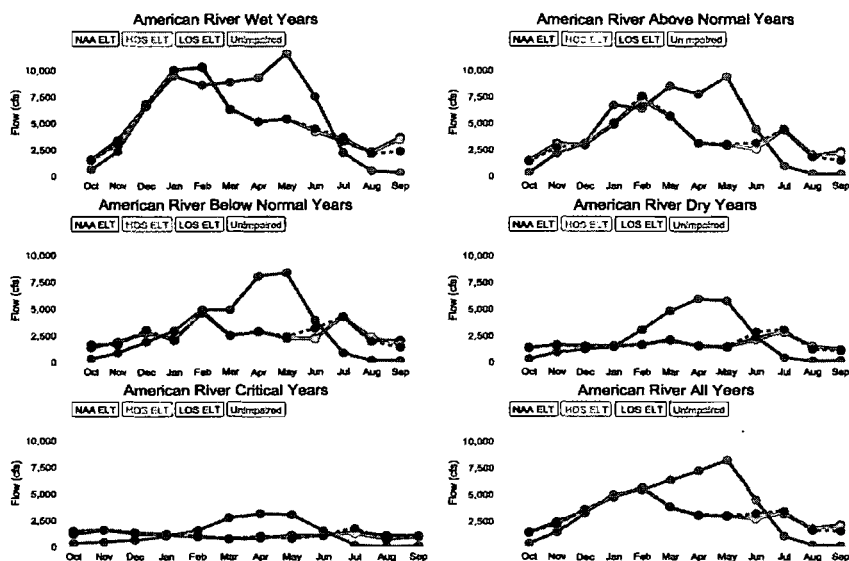 American River Wet Years
NAA ELT HOS ELT LOS ELT Unimpaired
10,000
7,500
5,000
2,500
0
Flow (cfs)
Oct Nov Dec Jan Feb Mar Apr May Jun Jul Aug Sep
American River Above Normal Years
NAA ELT HOS ELT LOS ELT Unimpaired
10,000
7,500
5,000
2,500
0
Flow (cfs)
Oct Nov Dec Jan Feb Mar Apr May Jun Jul Aug Sep
American River Below Normal Years
NAA ELT HOS ELT LOS ELT Unimpaired
10,000
7,500
5,000
2,500
0
Flow (cfs)
Oct Nov Dec Jan Feb Mar Apr May Jun Jul Aug Sep
American River Dry Years
NAA ELT HOS ELT LOS ELT Unimpaired
10,000
7,500
5,000
2,500
0
Flow (cfs)
Oct Nov Dec Jan Feb Mar Apr May Jun Jul Aug Sep
American River Critical Years
NAA ELT HOS ELT LOS ELT Unimpaired
10,000
7,500
5,000
2,500
0
Flow (cfs)
Oct Nov Dec Jan Feb Mar Apr May Jun Jul Aug Sep
American River All Years
NAA ELT HOS ELT LOS ELT Unimpaired
10,000
7,500
5,000
2,500
Flow (cfs)
Oct Nov Dec Jan Feb Mar Apr May Jun Jul Aug Sep